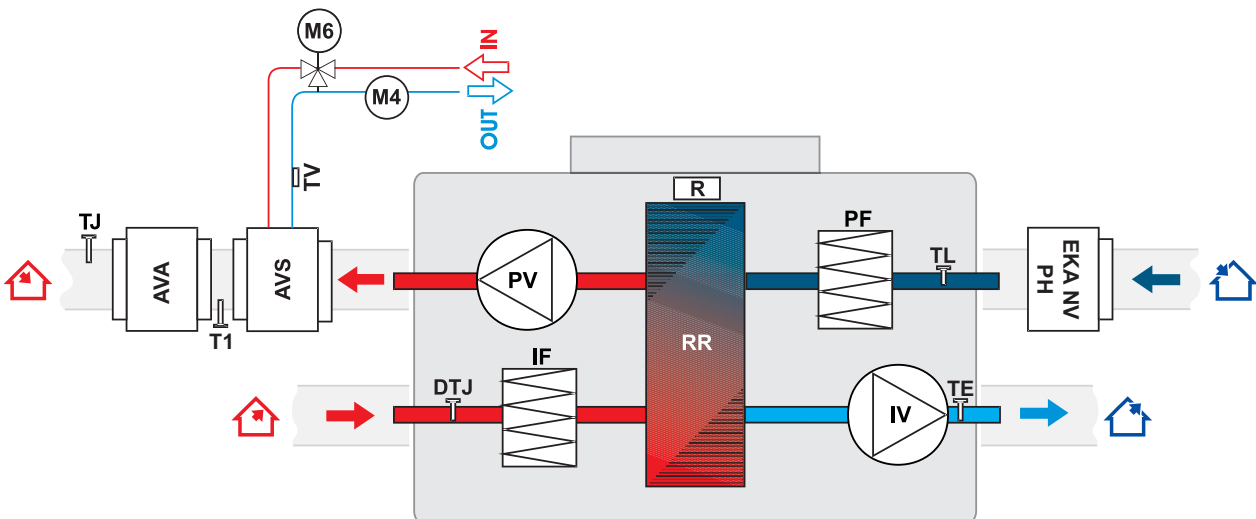 M6
IN
M4
OUT
TV
R
TJ
PF
TL
AVA
AVS
PV
EKA NV
PH
T1
RR
IF
DTJ
TE
IV